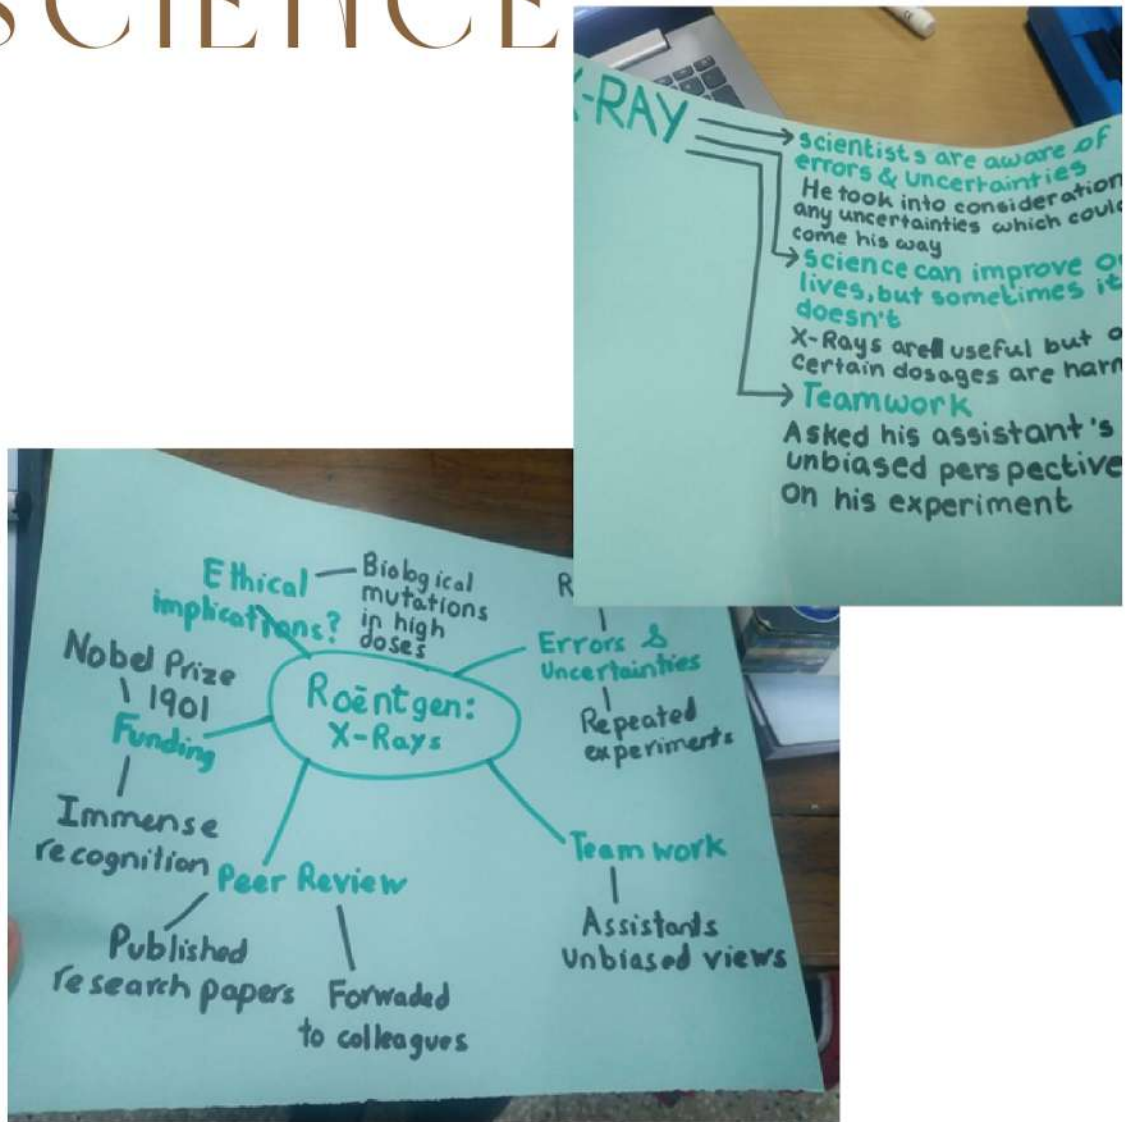 SCIENCE
X-RAY
scientists are aware of
errors & uncertainties
He took into consideration
any uncertainties which could
come his way
science can improve
lives, but sometimes it
doesn't
X-Rays are useful but
certain dosages are
Teamwork
Asked his assistant's
unbiased perspective
on his experiment
Ethical
implications?
Biological
mutations
in high
doses
Errors &
Uncertainties
Repeated
experiments
Nobel Prize
1901
Funding
Immense
recognition
Roēntgen:
X-Rays
Peer Review
Published
research papers
Forwaded
to colleagues
Team work
Assistants
unbiased views